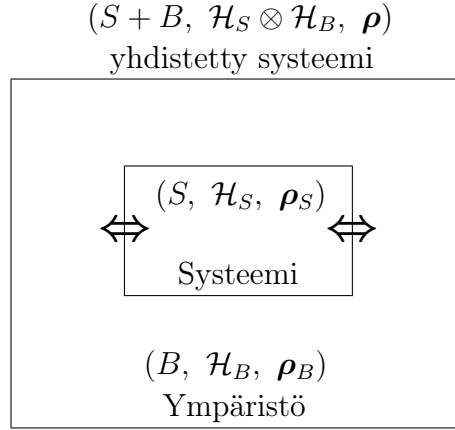 (S + B, ℋ_S ⊗ ℋ_B, ρ)
yhdistetty systeemi
(S, ℋ_S, ρ_S)
⇔ ⇔
Systeemi
(B, ℋ_B, ρ_B)
Ympäristö